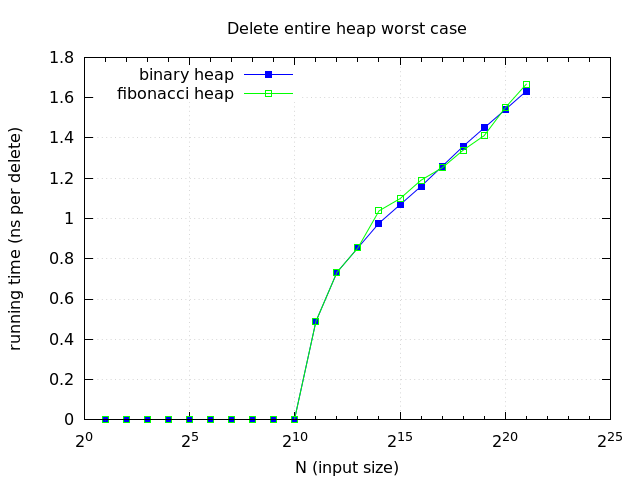 Delete entire heap worst case
1.8
1.6
1.4
1.2
1
0.8
0.6
0.4
0.2
0
running time (ns per delete)
binary heap
fibonacci heap
2^0 2^5 2^10 2^15 2^20 2^25
N (input size)